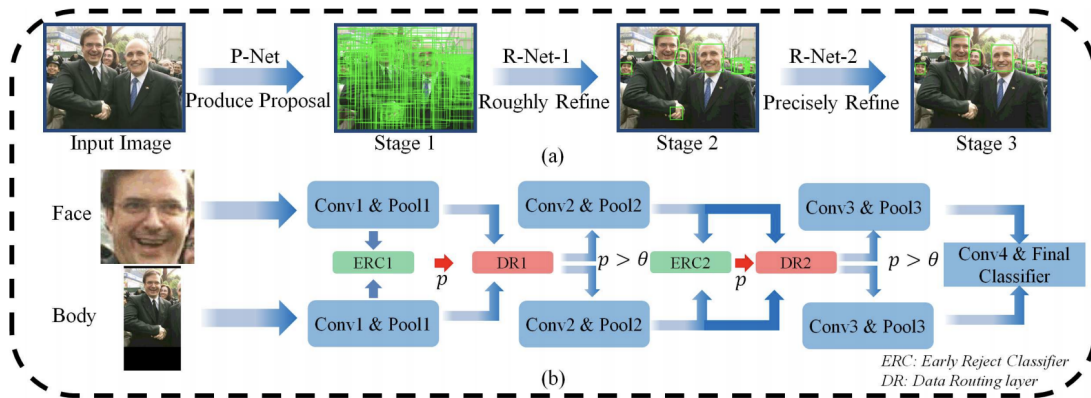 P-Net
Produce Proposal
R-Net-1
Roughly Refine
R-Net-2
Precisely Refine
Input Image
Stage 1
Stage 2
Stage 3
(a)
Face
Conv1 & Pool1
Conv2 & Pool2
Conv3 & Pool3
ERC1
p
DR1
p > θ
ERC2
p
DR2
p > θ
Conv4 & Final
Classifier
Body
Conv1 & Pool1
Conv2 & Pool2
Conv3 & Pool3
(b)
ERC: Early Reject Classifier
DR: Data Routing layer